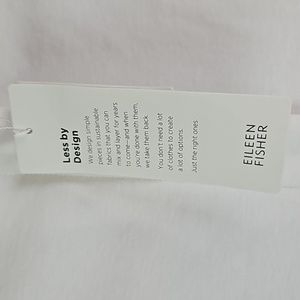 Less by
Design
We design simple
pieces in sustainable
fabrics that you can
mix and layer for years
to come—and when
you're done with them,
we take them back.
You don't need a lot
of clothes to create
a lot of options.
Just the right ones.
EILEEN
FISHER